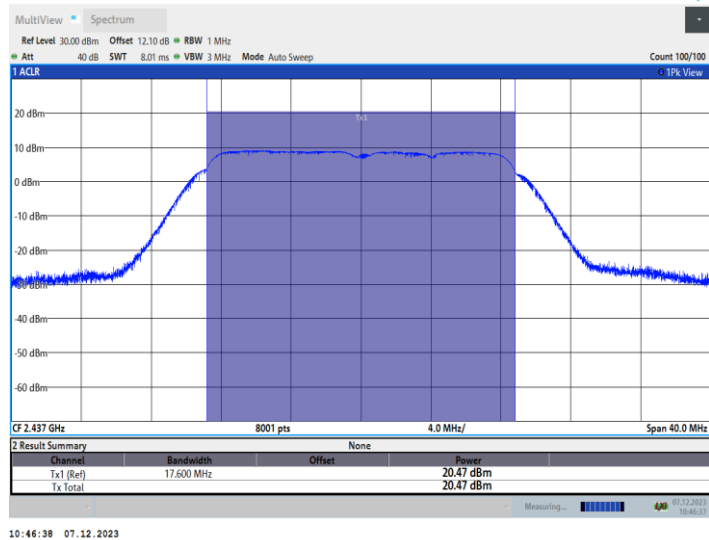 MultiView Spectrum
Ref Level 30.00 dBm Offset 12.10 dB RBW 1 MHz
Att 40 dB SWT 8.01 ms VBW 3 MHz Mode Auto Sweep Count 100/100
1 ACLR 1Pk View
Tx1
20 dBm
10 dBm
0 dBm
-10 dBm
-20 dBm
-30 dBm
-40 dBm
-50 dBm
-60 dBm
CF 2.437 GHz 8001 pts 4.0 MHz/ Span 40.0 MHz
2 Result Summary None
Channel Bandwidth Offset Power
Tx1 (Ref) 17.600 MHz 20.47 dBm
Tx Total 20.47 dBm
Measuring... 07.12.2023
10:46:37
10:46:38 07.12.2023